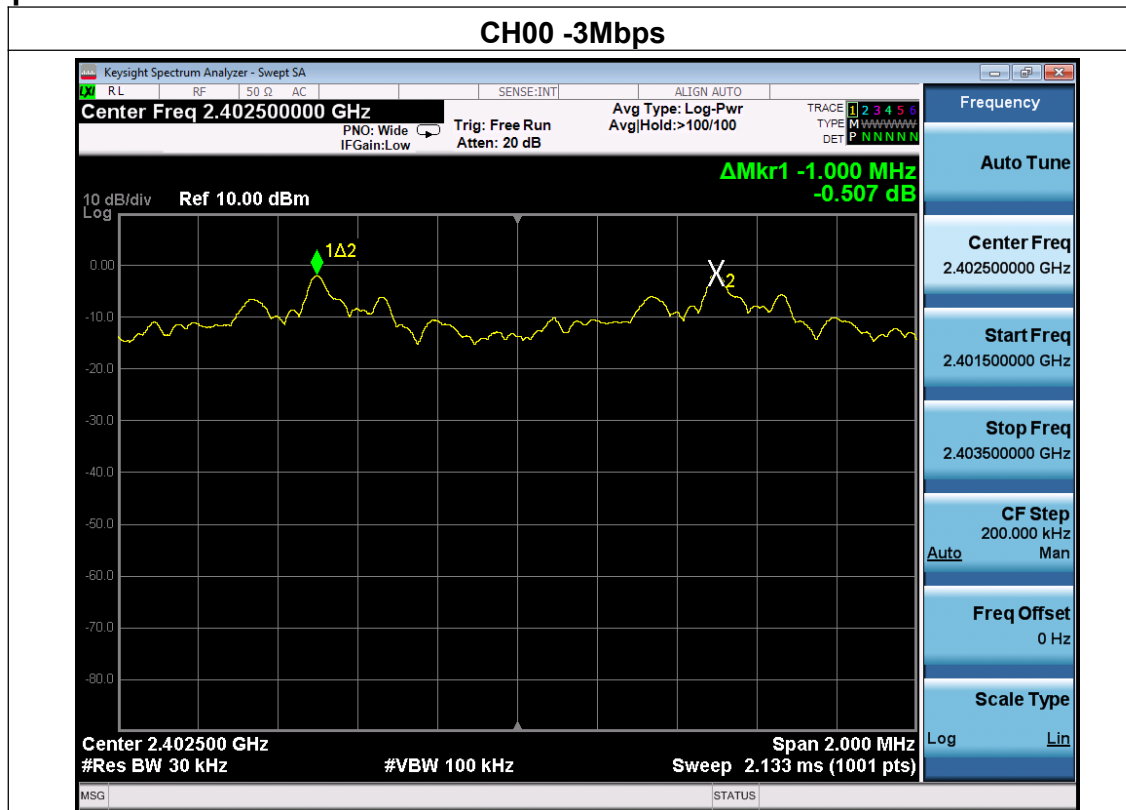 CH00 -3Mbps
Keysight Spectrum Analyzer - Swept SA
LXI RL RF 50 Ω AC SENSE:INT ALIGN AUTO
Center Freq 2.402500000 GHz
PNO: Wide
IFGain:Low
Trig: Free Run
Atten: 20 dB
Avg Type: Log-Pwr
Avg|Hold:>100/100
TRACE 1 2 3 4 5 6
TYPE M WWWWW
DET P N N N N N
ΔMkr1 -1.000 MHz
-0.507 dB
10 dB/div Ref 10.00 dBm
Log
1Δ2
X2
0.00
-10.0
-20.0
-30.0
-40.0
-50.0
-60.0
-70.0
-80.0
Center 2.402500 GHz
Span 2.000 MHz
#Res BW 30 kHz
#VBW 100 kHz
Sweep 2.133 ms (1001 pts)
MSG
STATUS
Frequency
Auto Tune
Center Freq
2.402500000 GHz
Start Freq
2.401500000 GHz
Stop Freq
2.403500000 GHz
CF Step
200.000 kHz
Auto Man
Freq Offset
0 Hz
Scale Type
Log Lin